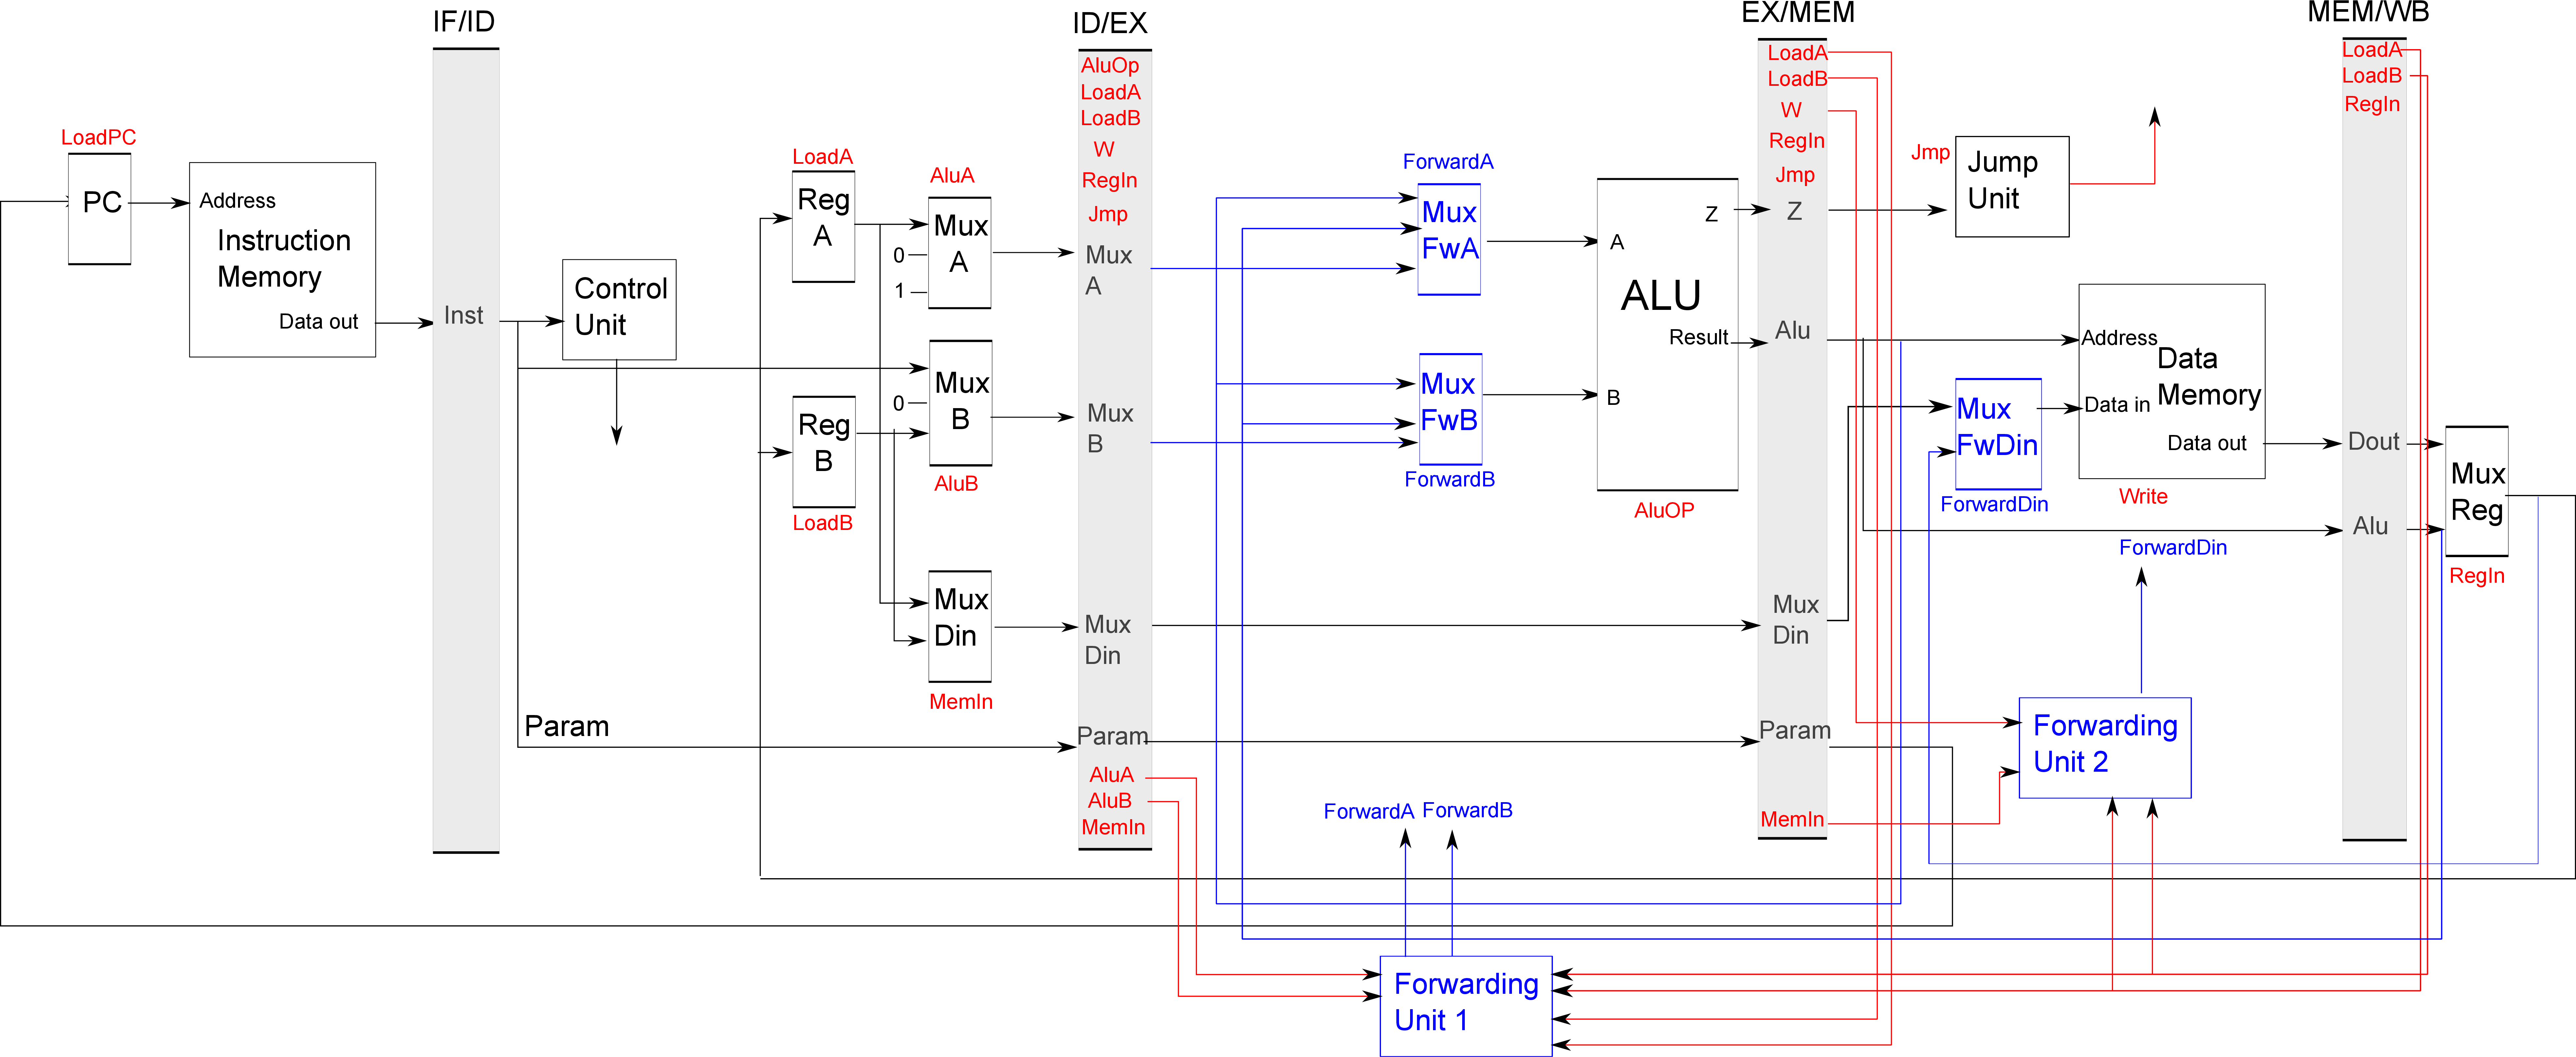 IF/ID
ID/EX
EX/MEM
MEM/WB
LoadPC
PC
Address
Instruction
Memory
Data out
Inst
Control
Unit
Param
LoadA
Reg
A
Reg
B
LoadB
AluA
Mux
A
0
1
Mux
B
0
AluB
Mux
Din
MemIn
AluOp
LoadA
LoadB
W
RegIn
Jmp
Mux
A
Mux
B
Mux
Din
Param
AluA
AluB
MemIn
ForwardA
Mux
FwA
Mux
FwB
ForwardB
ForwardA
ForwardB
Forwarding
Unit 1
A
B
Z
ALU
Result
AluOP
LoadA
LoadB
W
RegIn
Jmp
Z
Alu
Mux
Din
Param
MemIn
Jmp
Jump
Unit
Mux
FwDin
ForwardDin
Address
Data
Memory
Data in
Data out
Write
ForwardDin
Forwarding
Unit 2
LoadA
LoadB
RegIn
Dout
Alu
Mux
Reg
RegIn